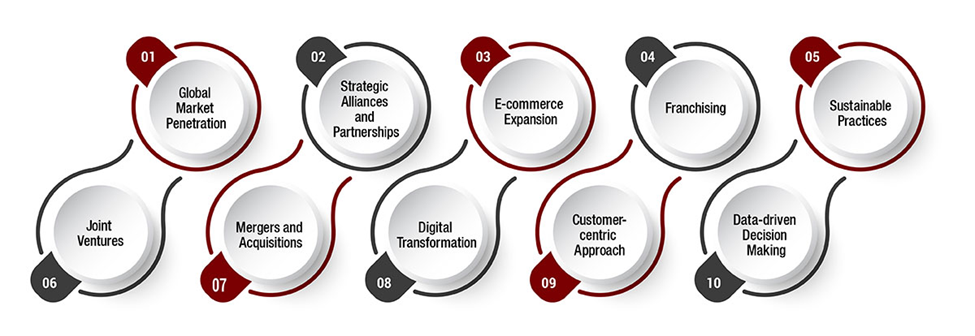 01
Global
Market
Penetration
02
Strategic
Alliances
and
Partnerships
03
E-commerce
Expansion
04
Franchising
05
Sustainable
Practices
06
Joint
Ventures
07
Mergers and
Acquisitions
08
Digital
Transformation
09
Customer-
centric
Approach
10
Data-driven
Decision
Making